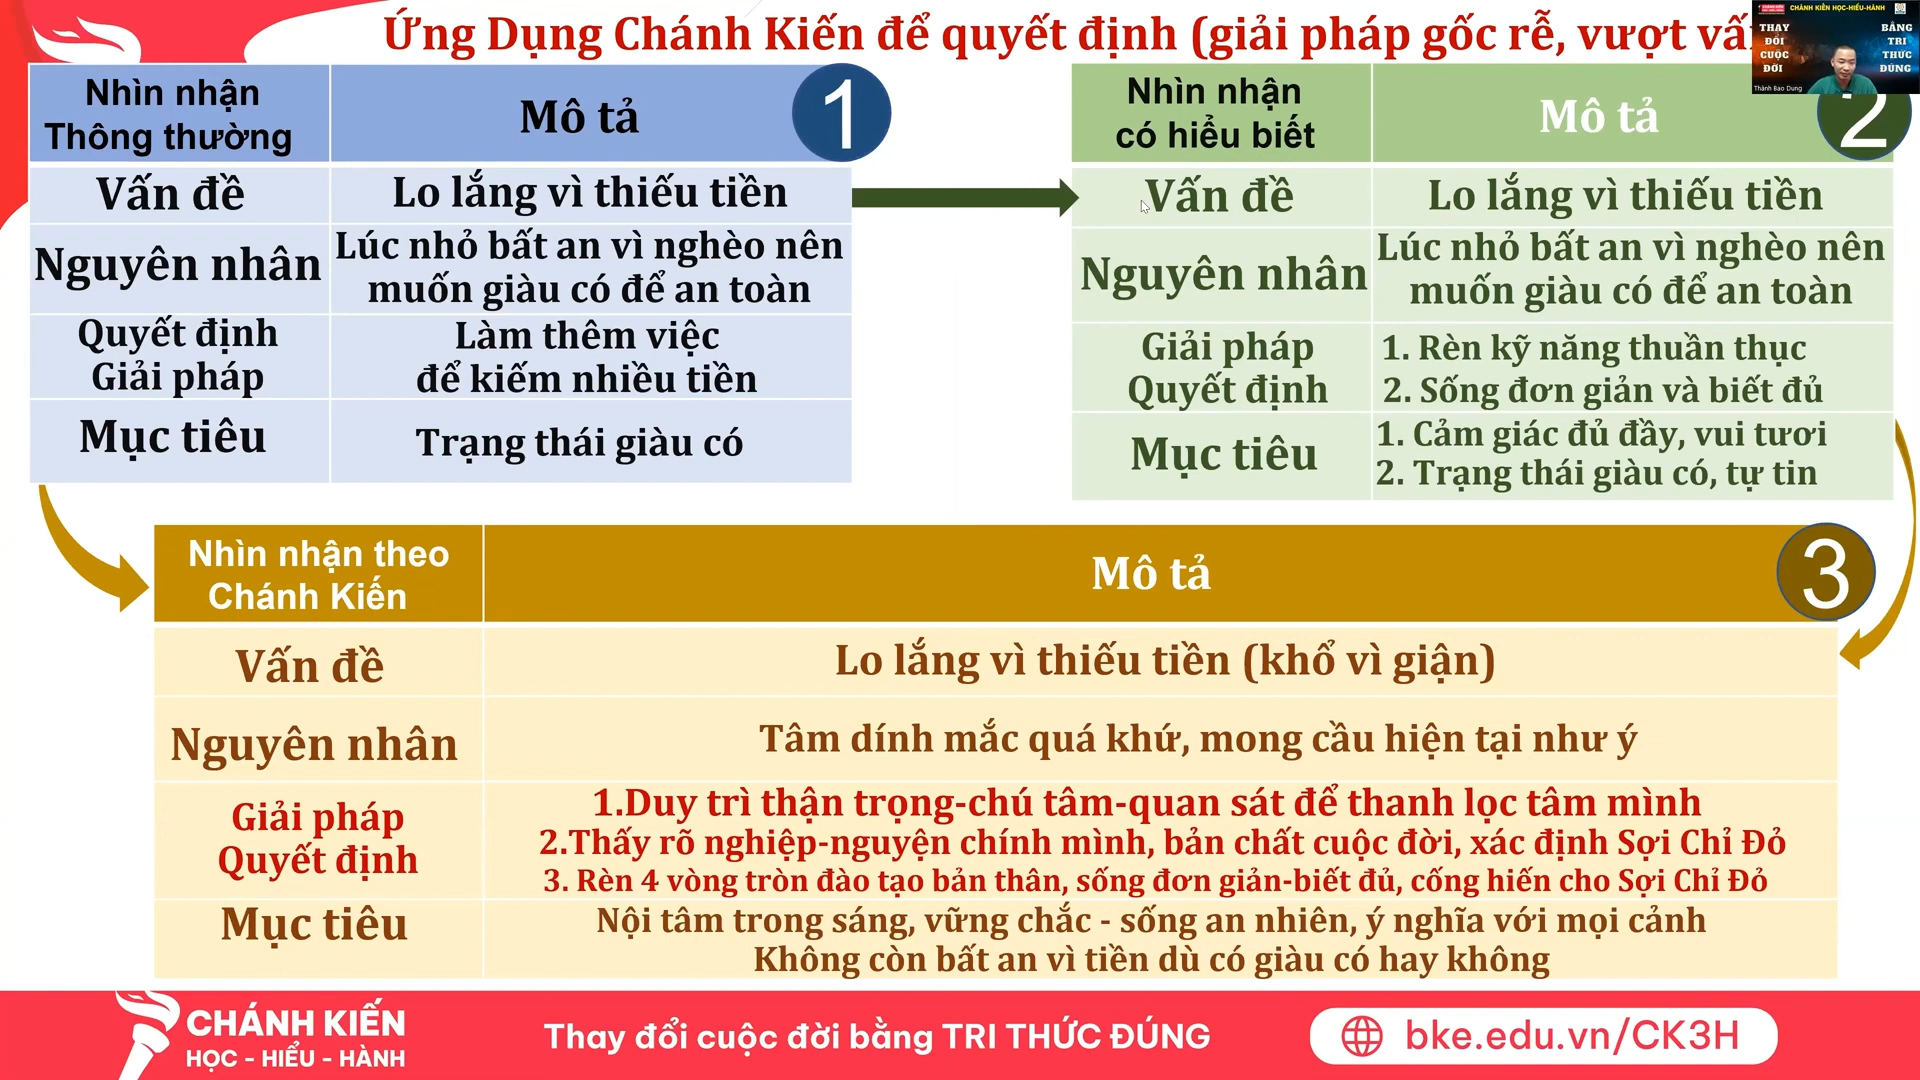 Ứng Dụng Chánh Kiến để quyết định (giải pháp gốc rễ, vượt vấ
CHÁNH KIẾN HỌC-HIỂU-HÀNH
THAY
ĐỔI
CUỘC
ĐỜI
BẰNG
TRI
THỨC
ĐÚNG
Thành Bao Dung
Nhìn nhận
Thông thường
Mô tả
1
Vấn đề
Lo lắng vì thiếu tiền
Nguyên nhân
Lúc nhỏ bất an vì nghèo nên
muốn giàu có để an toàn
Quyết định
Giải pháp
Làm thêm việc
để kiếm nhiều tiền
Mục tiêu
Trạng thái giàu có
Nhìn nhận
có hiểu biết
Mô tả
2
Vấn đề
Lo lắng vì thiếu tiền
Nguyên nhân
Lúc nhỏ bất an vì nghèo nên
muốn giàu có để an toàn
Giải pháp
Quyết định
1. Rèn kỹ năng thuần thục
2. Sống đơn giản và biết đủ
Mục tiêu
1. Cảm giác đủ đầy, vui tươi
2. Trạng thái giàu có, tự tin
Nhìn nhận theo
Chánh Kiến
Mô tả
3
Vấn đề
Lo lắng vì thiếu tiền (khổ vì giận)
Nguyên nhân
Tâm dính mắc quá khứ, mong cầu hiện tại như ý
Giải pháp
Quyết định
1.Duy trì thận trọng-chú tâm-quan sát để thanh lọc tâm mình
2.Thấy rõ nghiệp-nguyện chính mình, bản chất cuộc đời, xác định Sợi Chỉ Đỏ
3. Rèn 4 vòng tròn đào tạo bản thân, sống đơn giản-biết đủ, cống hiến cho Sợi Chỉ Đỏ
Mục tiêu
Nội tâm trong sáng, vững chắc - sống an nhiên, ý nghĩa với mọi cảnh
Không còn bất an vì tiền dù có giàu có hay không
CHÁNH KIẾN
HỌC - HIỂU - HÀNH
Thay đổi cuộc đời bằng TRI THỨC ĐÚNG
bke.edu.vn/CK3H